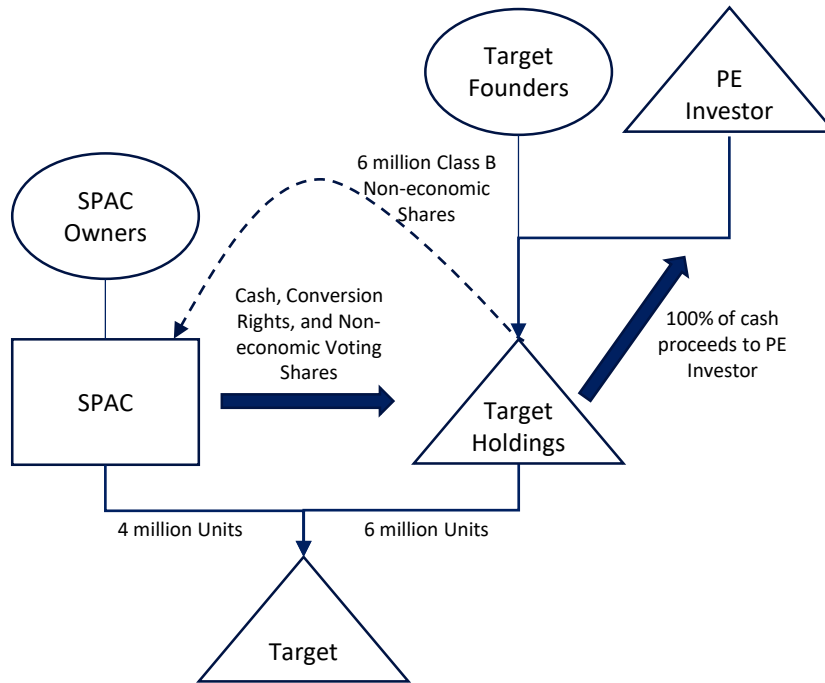 Target
Founders
PE
Investor
6 million Class B
Non-economic
Shares
SPAC
Owners
Cash, Conversion
Rights, and Non-
economic Voting
Shares
100% of cash
proceeds to PE
Investor
SPAC
Target
Holdings
4 million Units
6 million Units
Target